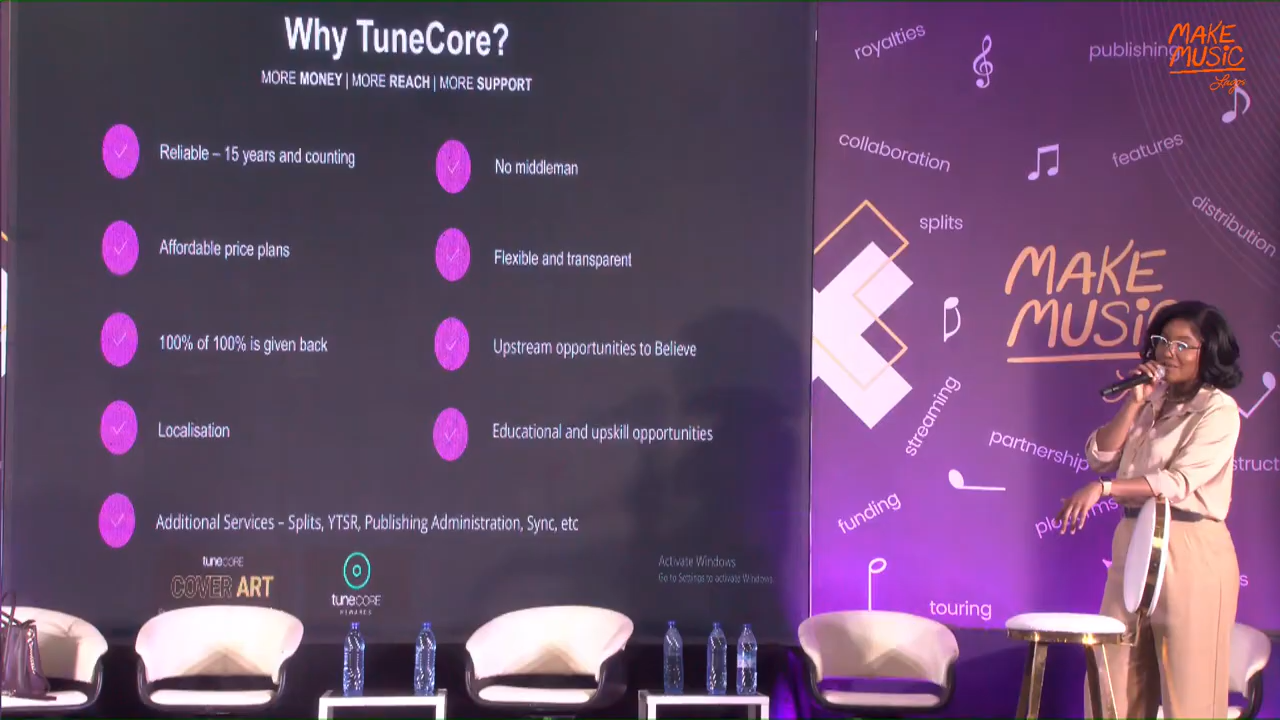 Why TuneCore?
MORE MONEY | MORE REACH | MORE SUPPORT
Reliable – 15 years and counting
No middleman
Affordable price plans
Flexible and transparent
100% of 100% is given back
Upstream opportunities to Believe
Localisation
Educational and upskill opportunities
Additional Services – Splits, YTSR, Publishing Administration, Sync, etc
tuneCORE
COVER ART
tuneCORE
REWARDS
Activate Windows
Go to Settings to activate Windows.
royalties
publishing
MAKE
MUSIC
Lagos
collaboration
features
splits
distribution
MAKE
MUSIC
streaming
partnership
funding
touring